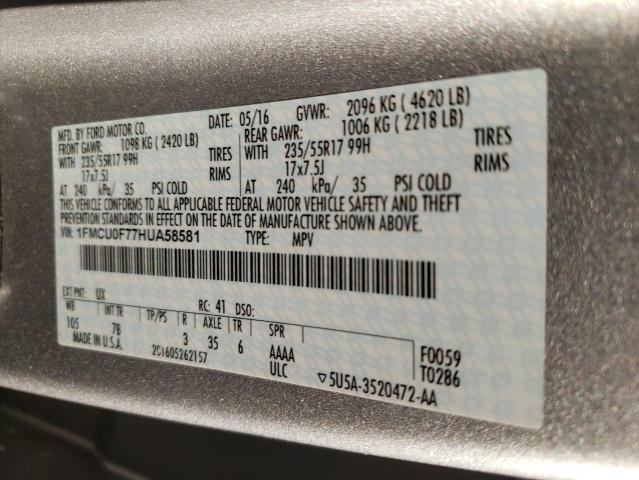 MFD. BY FORD MOTOR CO.
DATE: 05/16 GVWR: 2096 KG ( 4620 LB)
FRONT GAWR: 1098 KG ( 2420 LB)
REAR GAWR: 1006 KG ( 2218 LB)
WITH 235/55R17 99H TIRES
WITH 235/55R17 99H TIRES
17x7.5J RIMS
17x7.5J RIMS
AT 240 kPa/ 35 PSI COLD
AT 240 kPa/ 35 PSI COLD
THIS VEHICLE CONFORMS TO ALL APPLICABLE FEDERAL MOTOR VEHICLE SAFETY AND THEFT
PREVENTION STANDARDS IN EFFECT ON THE DATE OF MANUFACTURE SHOWN ABOVE.
VIN: 1FMCU0F77HUA58581 TYPE: MPV
EXT PNT: UX RC: 41 DSO:
WB INT TR TP/PS R AXLE TR SPR
105 7B 3 35 6 AAAA F0059
MADE IN U.S.A. 201605262157 ULC T0286
▽5U5A-3520472-AA